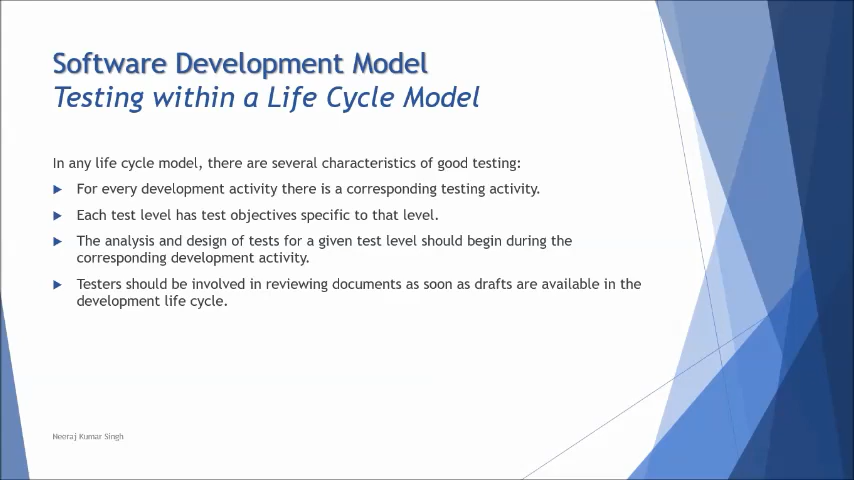 Software Development Model
Testing within a Life Cycle Model
In any life cycle model, there are several characteristics of good testing:
For every development activity there is a corresponding testing activity.
Each test level has test objectives specific to that level.
The analysis and design of tests for a given test level should begin during the
corresponding development activity.
Testers should be involved in reviewing documents as soon as drafts are available in the
development life cycle.
Neeraj Kumar Singh